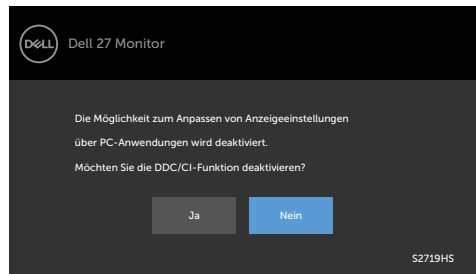 DELL Dell 27 Monitor
Die Möglichkeit zum Anpassen von Anzeigeeinstellungen
über PC-Anwendungen wird deaktiviert.
Möchten Sie die DDC/CI-Funktion deaktivieren?
Ja Nein
S2719HS